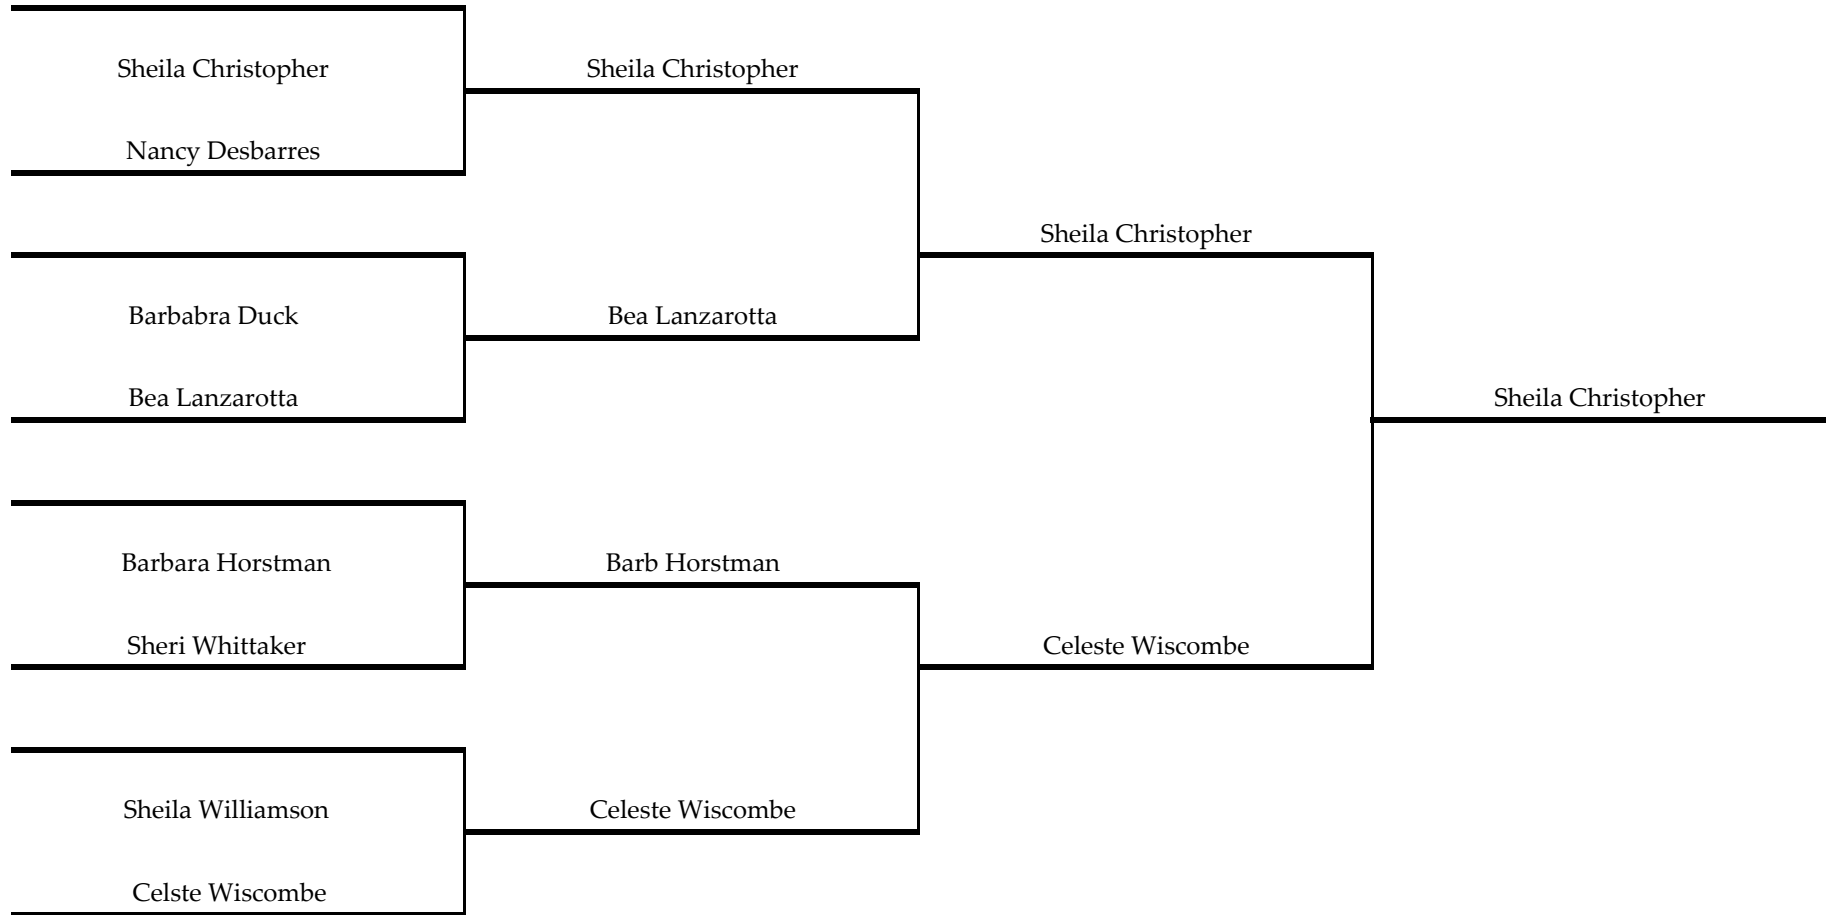 Sheila Christopher
Sheila Christopher
Nancy Desbarres
Sheila Christopher
Barbabra Duck
Bea Lanzarotta
Bea Lanzarotta
Sheila Christopher
Barbara Horstman
Barb Horstman
Sheri Whittaker
Celeste Wiscombe
Sheila Williamson
Celeste Wiscombe
Celste Wiscombe